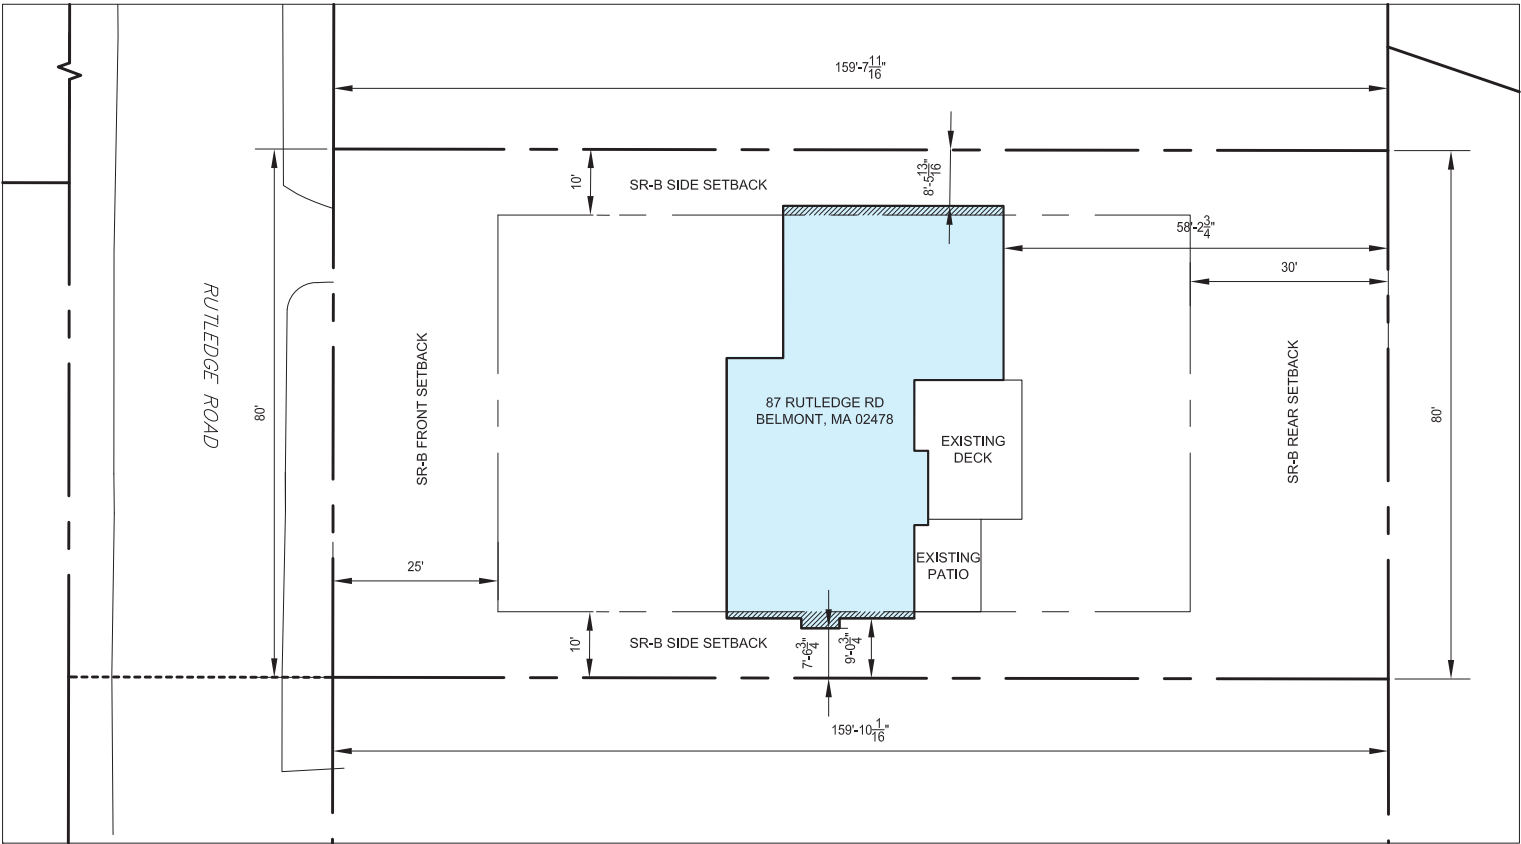 159'-7 11/16"
10'
SR-B SIDE SETBACK
8'-5 13/16"
58'-2 3/4"
30'
RUTLEDGE ROAD
80'
SR-B FRONT SETBACK
87 RUTLEDGE RD
BELMONT, MA 02478
EXISTING
DECK
SR-B REAR SETBACK
80'
25'
EXISTING
PATIO
10'
SR-B SIDE SETBACK
7'-6 3/4"
9'-0 3/4"
159'-10 1/16"